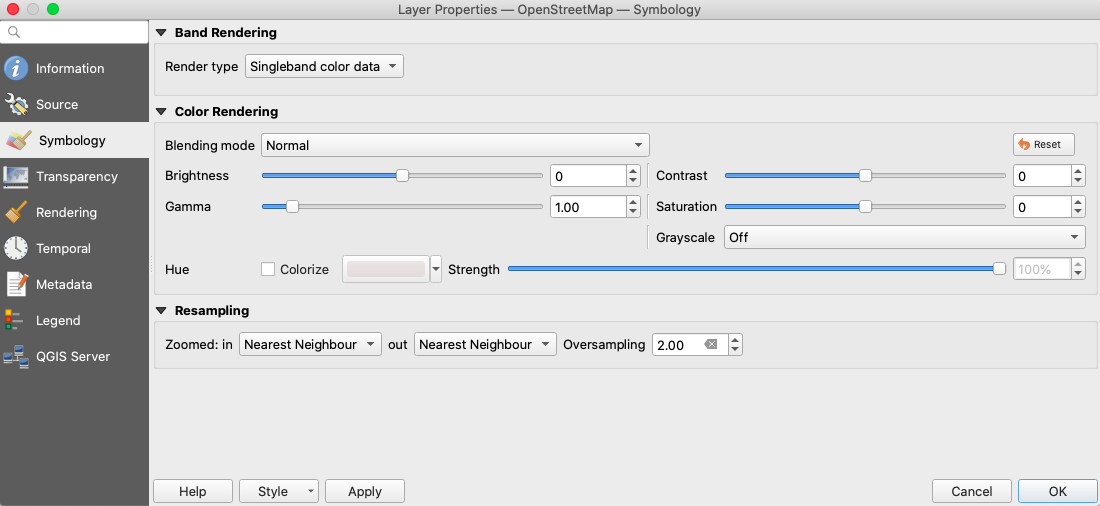 Layer Properties — OpenStreetMap — Symbology
Information
Source
Symbology
Transparency
Rendering
Temporal
Metadata
Legend
QGIS Server
Band Rendering
Render type Singleband color data
Color Rendering
Blending mode Normal Reset
Brightness 0 Contrast 0
Gamma 1.00 Saturation 0
Grayscale Off
Hue Colorize Strength 100%
Resampling
Zoomed: in Nearest Neighbour out Nearest Neighbour Oversampling 2.00
Help Style Apply Cancel OK